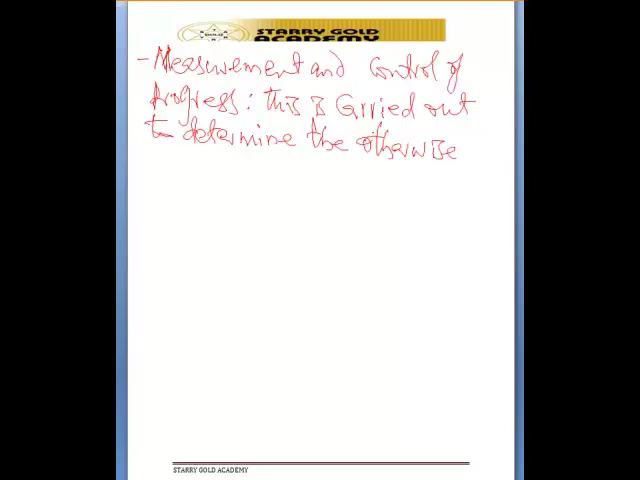 STARRY GOLD
ACADEMY
- Measurement and control of
progress: this is carried out
to determine the otherwise
STARRY GOLD ACADEMY